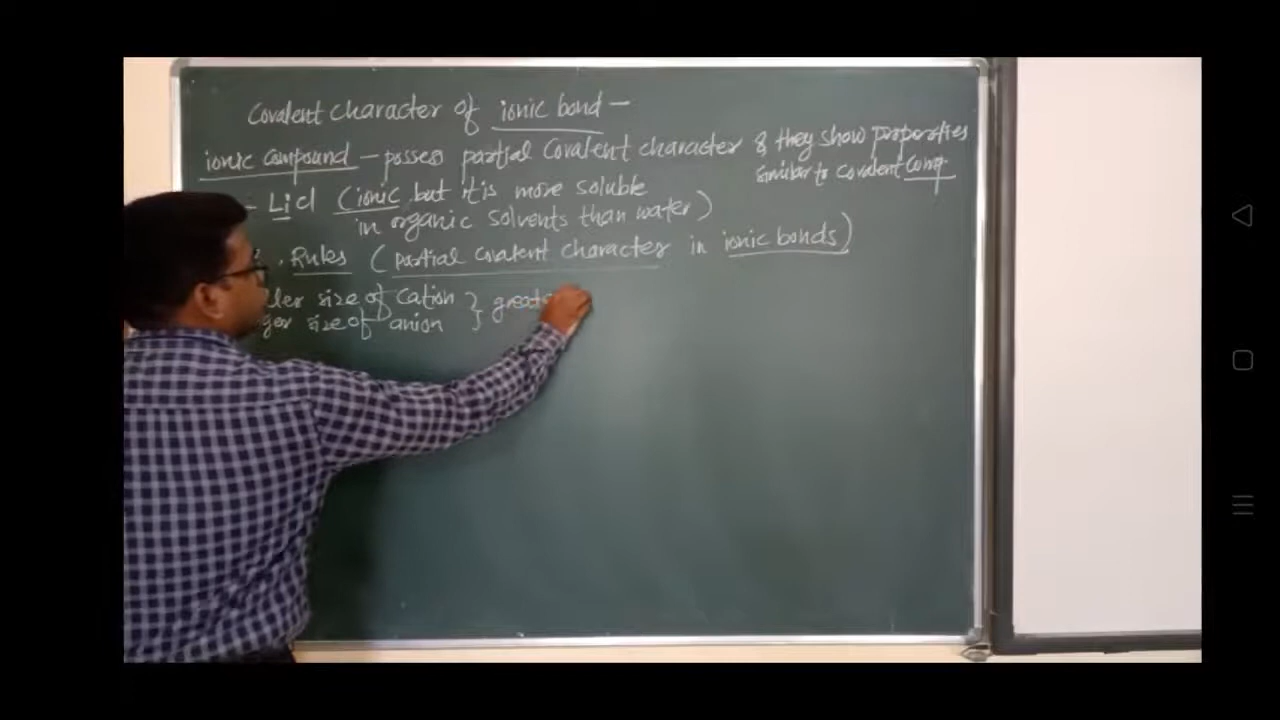 Covalent character of ionic bond -
ionic compound - posses partial covalent character & they show properties
similar to covalent comp.
- LiCl (ionic but it is more soluble
in organic solvents than water)
Rules (partial covalent character in ionic bonds)
size of cation } greate
size of anion